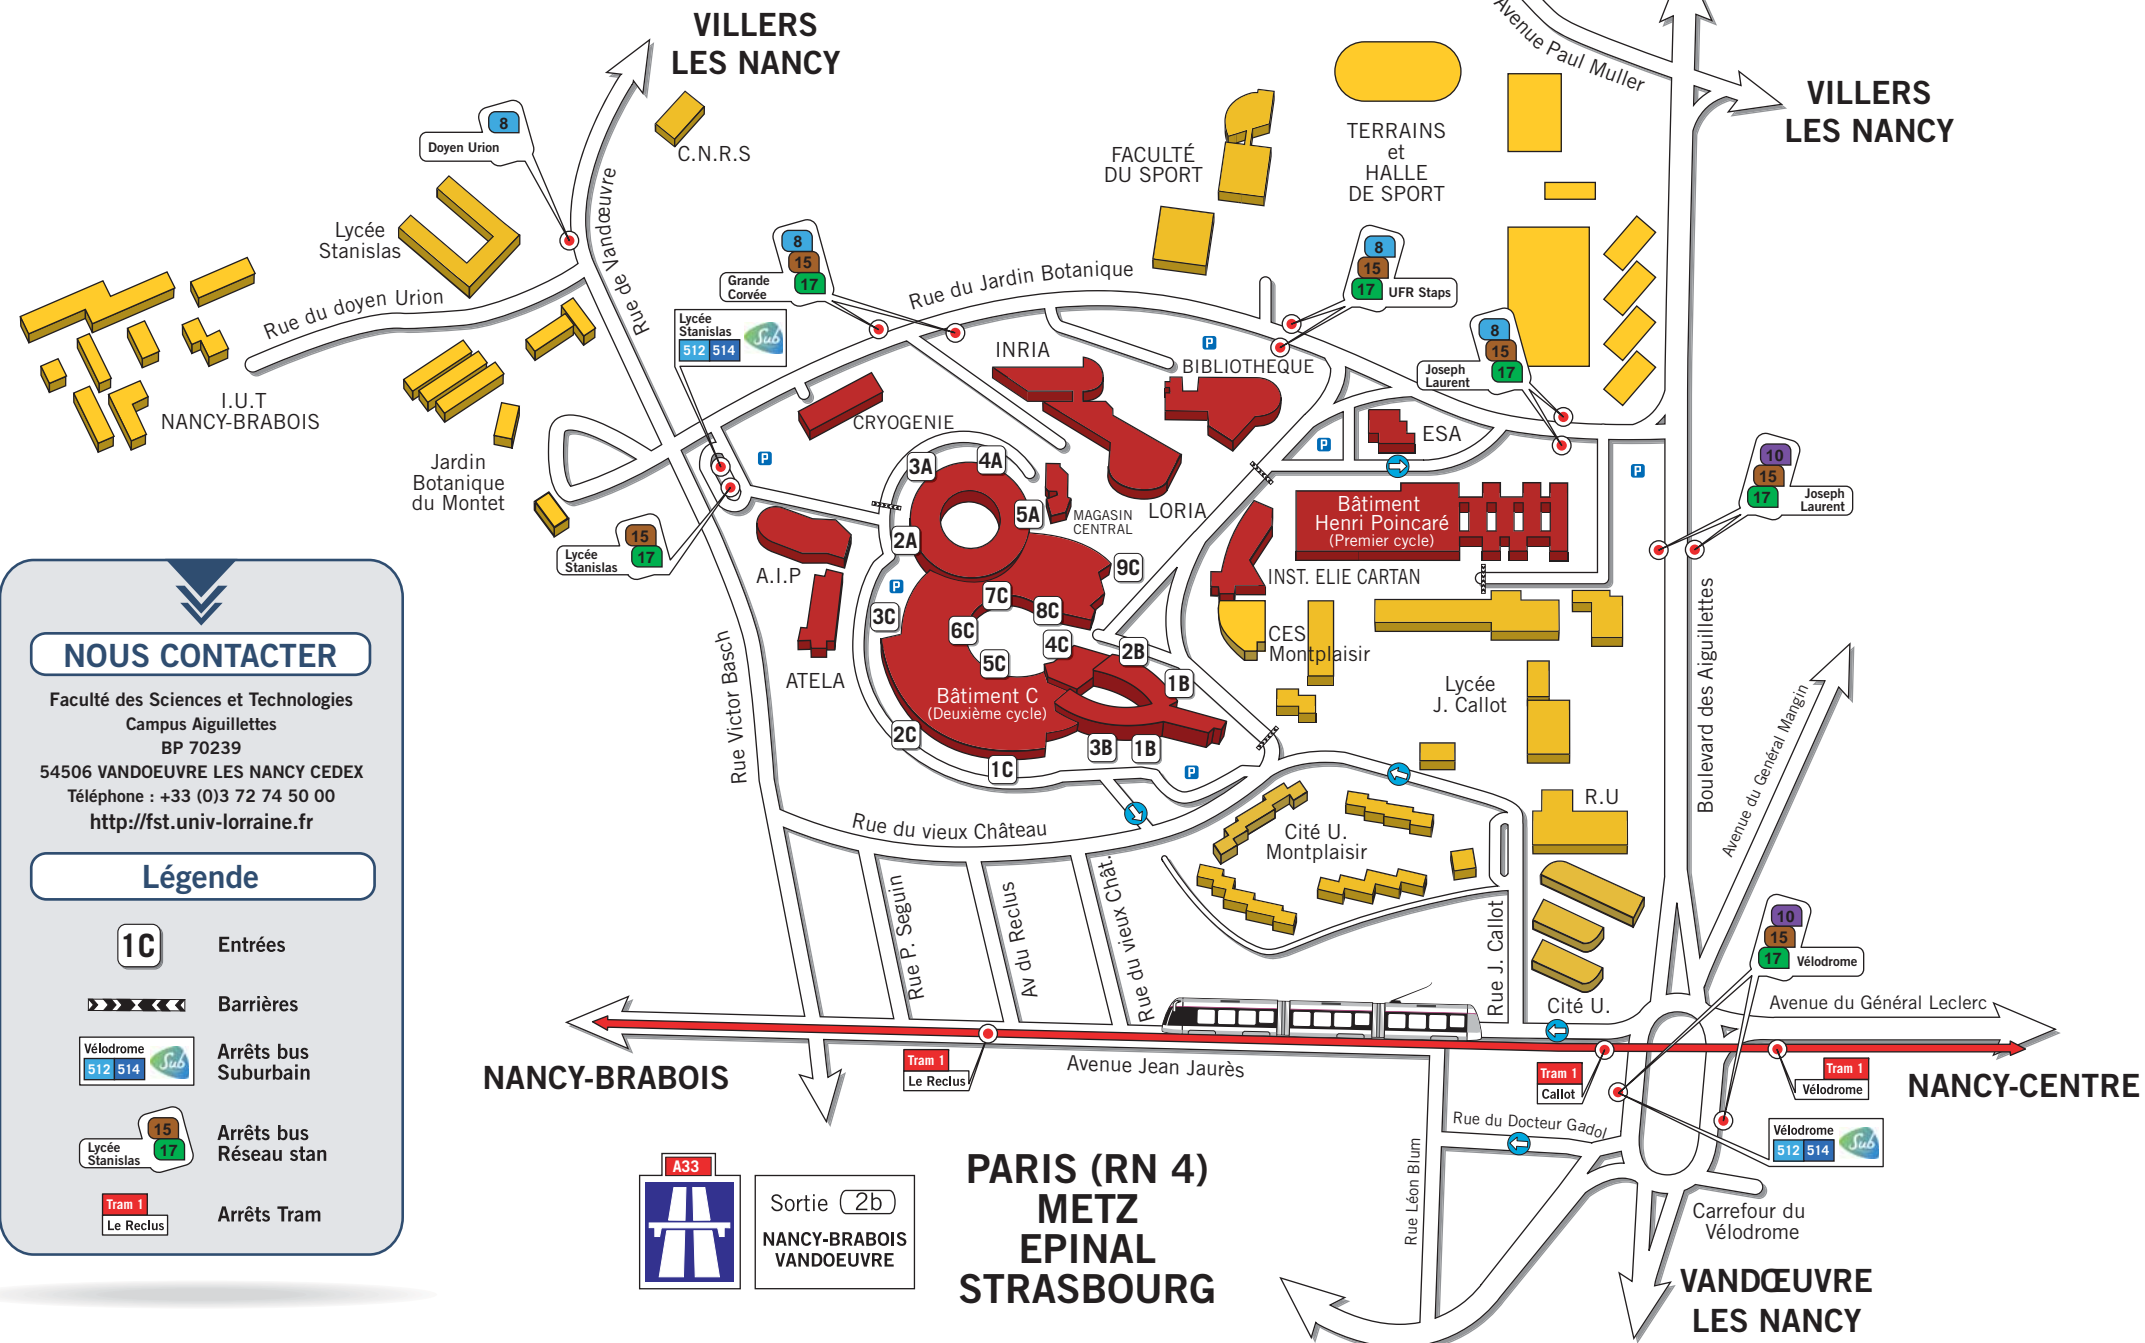 VILLERS
LES NANCY
Avenue Paul Muller
VILLERS
LES NANCY
8
Doyen Urion
C.N.R.S
Rue de Vandœuvre
Lycée
Stanislas
Rue du doyen Urion
I.U.T
NANCY-BRABOIS
Jardin
Botanique
du Montet
FACULTÉ
DU SPORT
TERRAINS
et
HALLE
DE SPORT
8
15
17
Grande
Corvée
Rue du Jardin Botanique
8
15
17
UFR Staps
8
15
17
Joseph
Laurent
Lycée
Stanislas
512 514
Sub
P
INRIA
BIBLIOTHEQUE
CRYOGENIE
P
P
ESA
P
10
15
17
Joseph
Laurent
15
17
Lycée
Stanislas
3A
4A
5A
2A
MAGASIN
CENTRAL
LORIA
Bâtiment
Henri Poincaré
(Premier cycle)
A.I.P
P
9C
INST. ELIE CARTAN
3C
7C
8C
6C
4C
5C
2B
1B
CES
Montplaisir
ATELA
Bâtiment C
(Deuxième cycle)
2C
1C
3B
1B
P
Lycée
J. Callot
R.U
Rue Victor Basch
Boulevard des Aiguillettes
Avenue du Général Mangin
Rue du vieux Château
Cité U.
Montplaisir
Rue P. Seguin
Av du Reclus
Rue du vieux Chât.
Rue J. Callot
Cité U.
10
15
17
Vélodrome
Avenue du Général Leclerc
NANCY-BRABOIS
Tram 1
Le Reclus
Avenue Jean Jaurès
Tram 1
Callot
Tram 1
Vélodrome
NANCY-CENTRE
Rue du Docteur Gadol
Vélodrome
512 514
Sub
Rue Léon Blum
Carrefour du
Vélodrome
VANDŒUVRE
LES NANCY
A33
Sortie 2b
NANCY-BRABOIS
VANDOEUVRE
PARIS (RN 4)
METZ
EPINAL
STRASBOURG
NOUS CONTACTER
Faculté des Sciences et Technologies
Campus Aiguillettes
BP 70239
54506 VANDOEUVRE LES NANCY CEDEX
Téléphone : +33 (0)3 72 74 50 00
http://fst.univ-lorraine.fr
Légende
1C Entrées
Barrières
Vélodrome
512 514
Sub
Arrêts bus
Suburbain
15
17
Lycée
Stanislas
Arrêts bus
Réseau stan
Tram 1
Le Reclus
Arrêts Tram